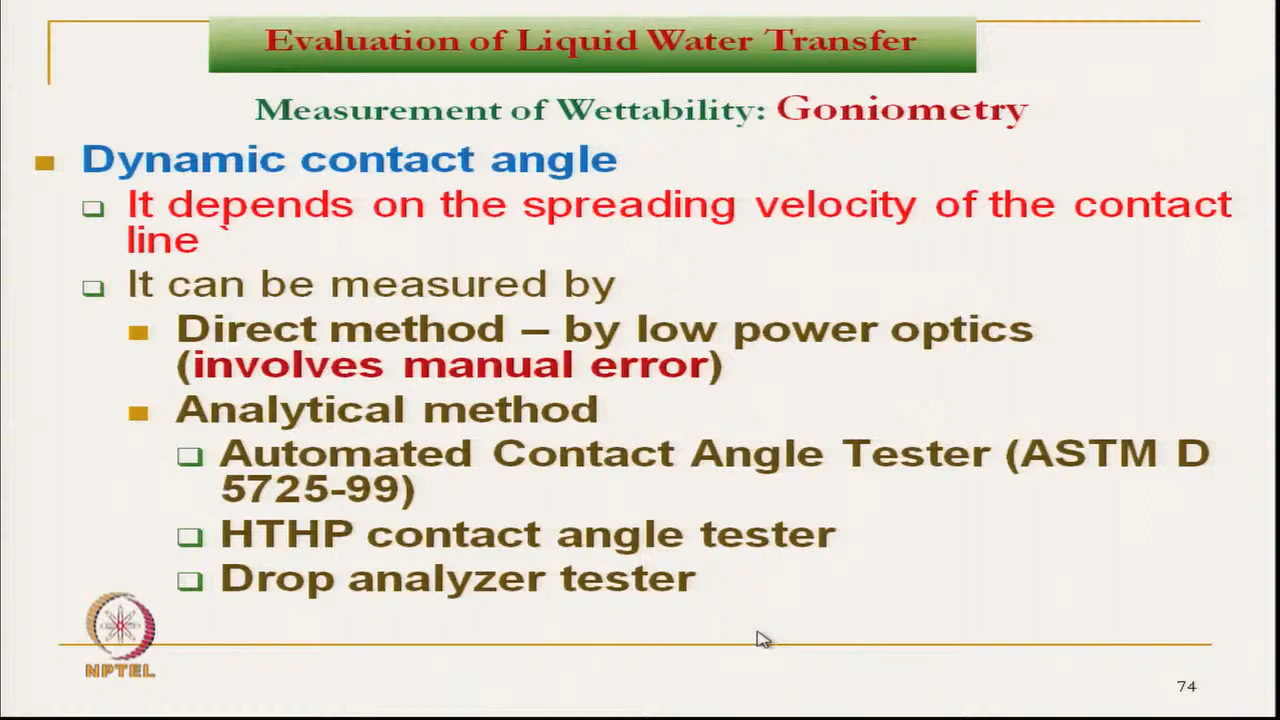 Evaluation of Liquid Water Transfer
Measurement of Wettability: Goniometry
Dynamic contact angle
It depends on the spreading velocity of the contact
line `
It can be measured by
Direct method – by low power optics
(involves manual error)
Analytical method
Automated Contact Angle Tester (ASTM D
5725-99)
HTHP contact angle tester
Drop analyzer tester
NPTEL
74